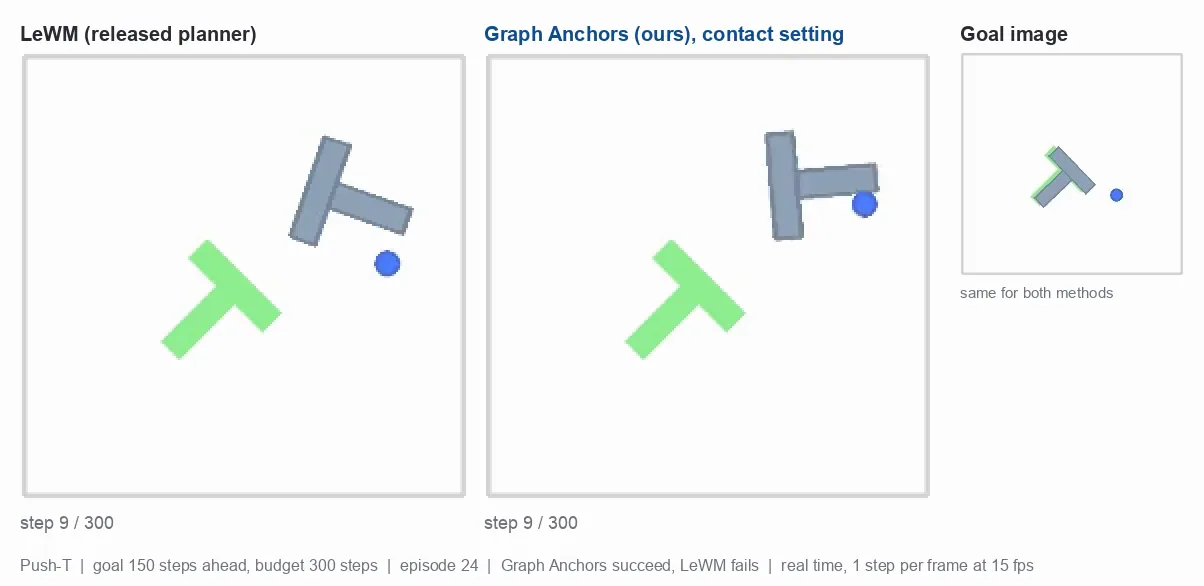 LeWM (released planner)
Graph Anchors (ours), contact setting
Goal image
same for both methods
step 9 / 300
step 9 / 300
Push-T | goal 150 steps ahead, budget 300 steps | episode 24 | Graph Anchors succeed, LeWM fails | real time, 1 step per frame at 15 fps